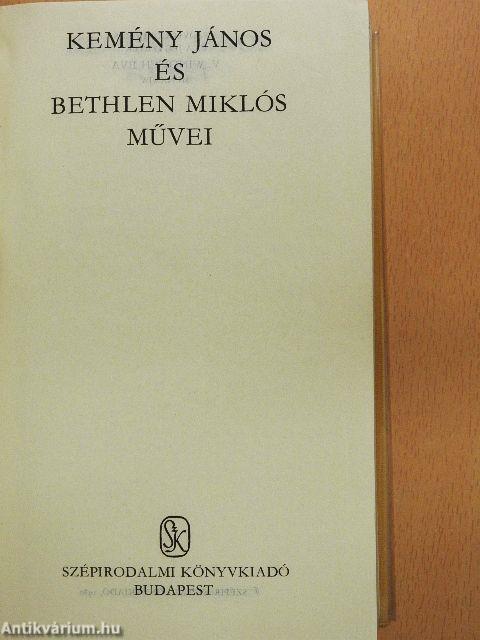 KEMÉNY JÁNOS
ÉS
BETHLEN MIKLÓS
MŰVEI
SzK
SZÉPIRODALMI KÖNYVKIADÓ
BUDAPEST
Antikvárium.hu